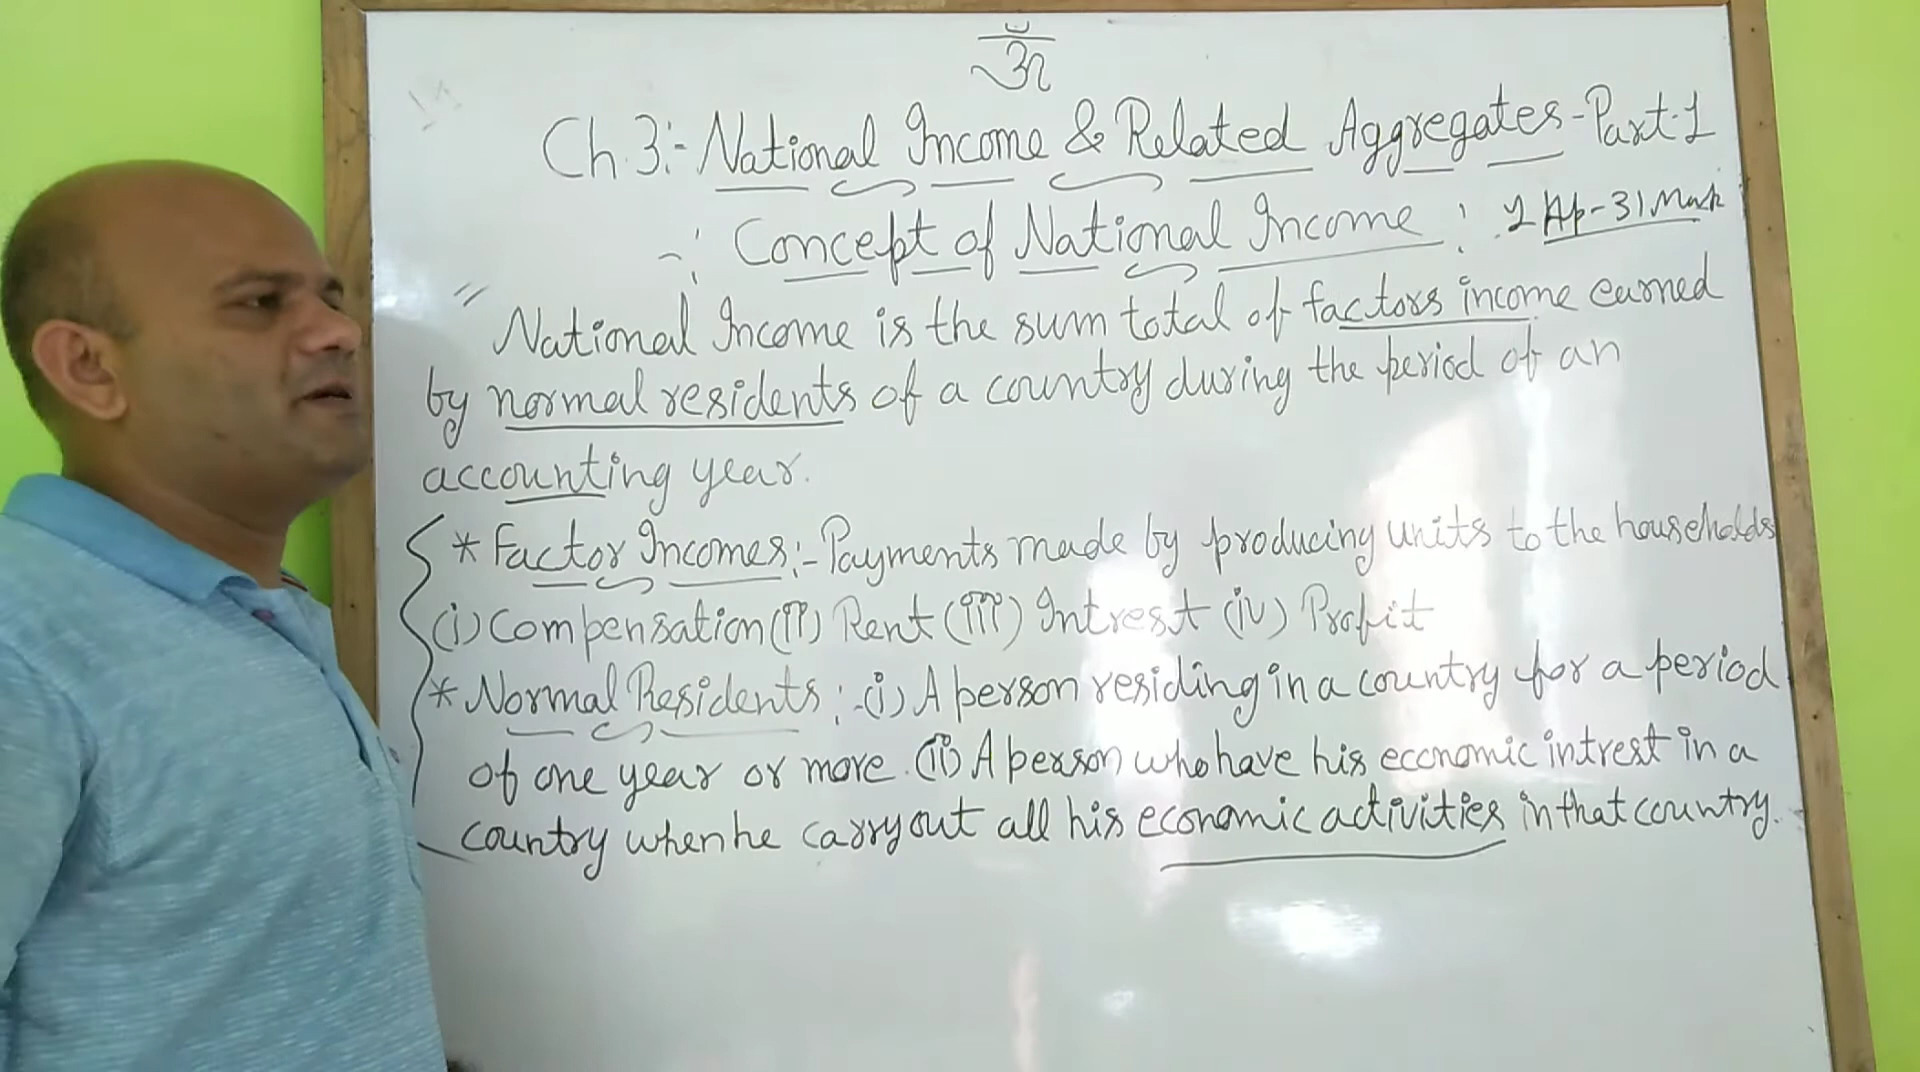 ॐ
Ch.3:- National Income & Related Aggregates-Part-1
:Concept of National Income: 1 Ap-31 March
"National Income is the sum total of factors income earned
by normal residents of a country during the period of an
accounting year.
* Factor Incomes:- Payments made by producing units to the households
(i) Compensation (ii) Rent (iii) Intrest (iv) Profit
* Normal Residents:-(i) A person residing in a country for a period
of one year or more. (ii) A person who have his economic intrest in a
country when he carry out all his economic activities in that country.